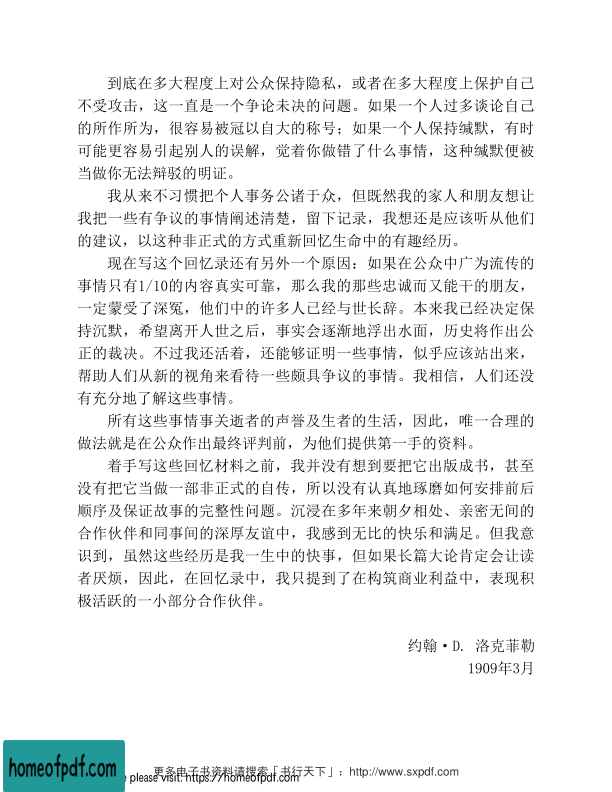 到底在多大程度上对公众保持隐私，或者在多大程度上保护自己
不受攻击，这一直是一个争论未决的问题。如果一个人过多谈论自己
的所作所为，很容易被冠以自大的称号；如果一个人保持缄默，有时
可能更容易引起别人的误解，觉着你做错了什么事情，这种缄默便被
当做你无法辩驳的明证。
我从来不习惯把个人事务公诸于众，但既然我的家人和朋友想让
我把一些有争议的事情阐述清楚，留下记录，我想还是应该听从他们
的建议，以这种非正式的方式重新回忆生命中的有趣经历。
现在写这个回忆录还有另外一个原因：如果在公众中广为流传的
事情只有1/10的内容真实可靠，那么我的那些忠诚而又能干的朋友，
一定蒙受了深冤，他们中的许多人已经与世长辞。本来我已经决定保
持沉默，希望离开人世之后，事实会逐渐地浮出水面，历史将作出公
正的裁决。不过我还活着，还能够证明一些事情，似乎应该站出来，
帮助人们从新的视角来看待一些颇具争议的事情。我相信，人们还没
有充分地了解这些事情。
所有这些事情事关逝者的声誉及生者的生活，因此，唯一合理的
做法就是在公众作出最终评判前，为他们提供第一手的资料。
着手写这些回忆材料之前，我并没有想到要把它出版成书，甚至
没有把它当做一部非正式的自传，所以没有认真地琢磨如何安排前后
顺序及保证故事的完整性问题。沉浸在多年来朝夕相处、亲密无间的
合作伙伴和同事间的深厚友谊中，我感到无比的快乐和满足。但我意
识到，虽然这些经历是我一生中的快事，但如果长篇大论肯定会让读
者厌烦，因此，在回忆录中，我只提到了在构筑商业利益中，表现积
极活跃的一小部分合作伙伴。
约翰·D. 洛克菲勒
1909年3月
更多电子书资料请搜索「书行天下」：http://www.sxpdf.com
homeofpdf.com
e please visit: https://homeofpdf.com